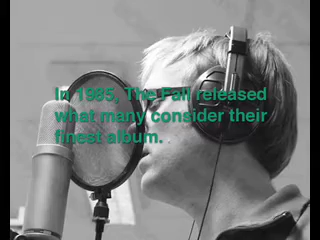 In 1985, The Fall released
what many consider their
finest album.